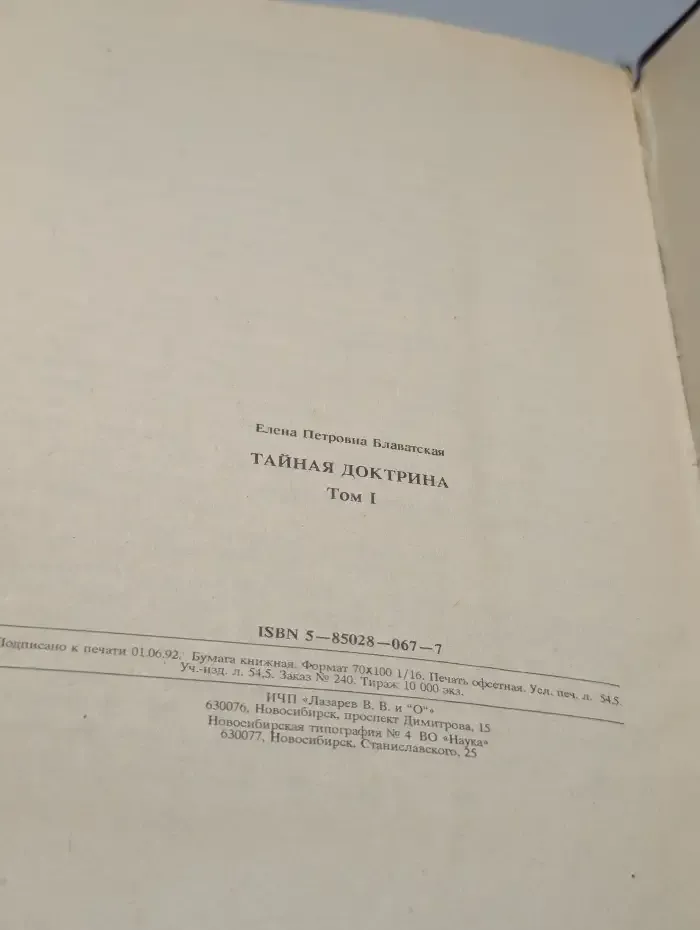 Елена Петровна Блаватская
ТАЙНАЯ ДОКТРИНА
Том I
ISBN 5—85028—067—7
Подписано к печати 01.06.92. Бумага книжная. Формат 70х100 1/16. Печать офсетная. Усл. печ. л. 54,5.
Уч.-изд. л. 54,5. Заказ № 240. Тираж 10 000 экз.
ИЧП «Лазарев В. В. и "О"»
630076, Новосибирск, проспект Димитрова, 15
Новосибирская типография № 4 ВО «Наука»
630077, Новосибирск, Станиславского, 25